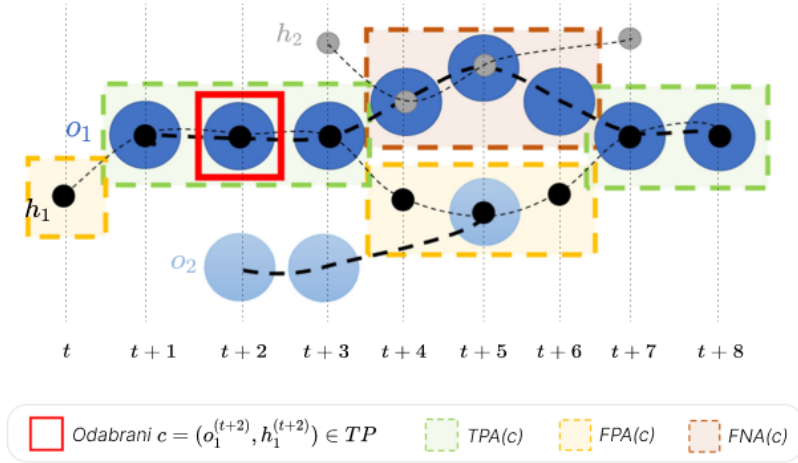 h₂
o₁
h₁
o₂
t t + 1 t + 2 t + 3 t + 4 t + 5 t + 6 t + 7 t + 8
Odabrani c = (o₁⁽ᵗ⁺²⁾, h₁⁽ᵗ⁺²⁾) ∈ TP TPA(c) FPA(c) FNA(c)